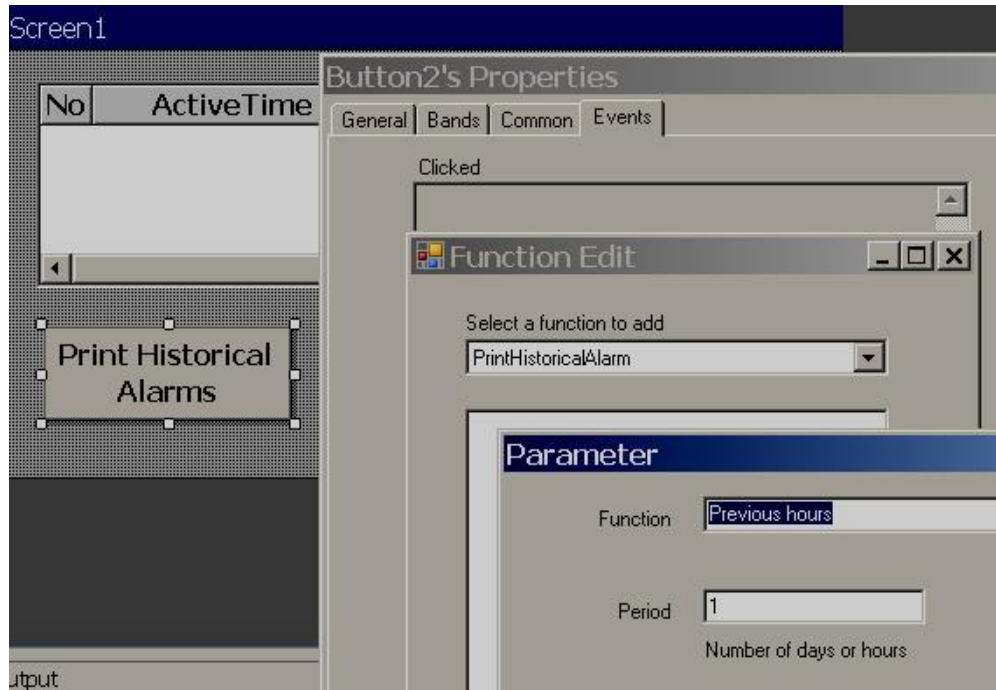 Screen1
No ActiveTime
Print Historical
Alarms
Button2's Properties
General Bands Common Events
Clicked
Function Edit
Select a function to add
PrintHistoricalAlarm
Parameter
Function Previous hours
Period 1
Number of days or hours
utput